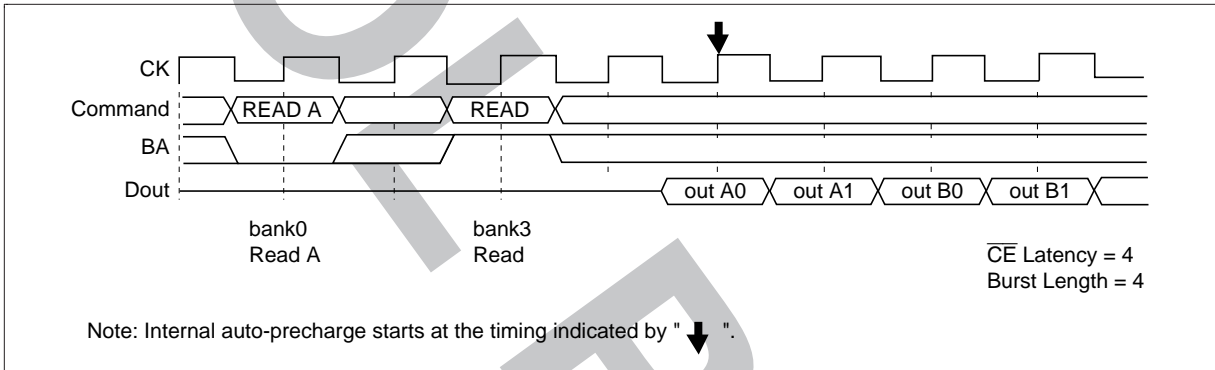 CK
Command READ A READ
BA
Dout out A0 out A1 out B0 out B1
bank0 bank3
Read A Read
CE Latency = 4
Burst Length = 4
Note: Internal auto-precharge starts at the timing indicated by " ".